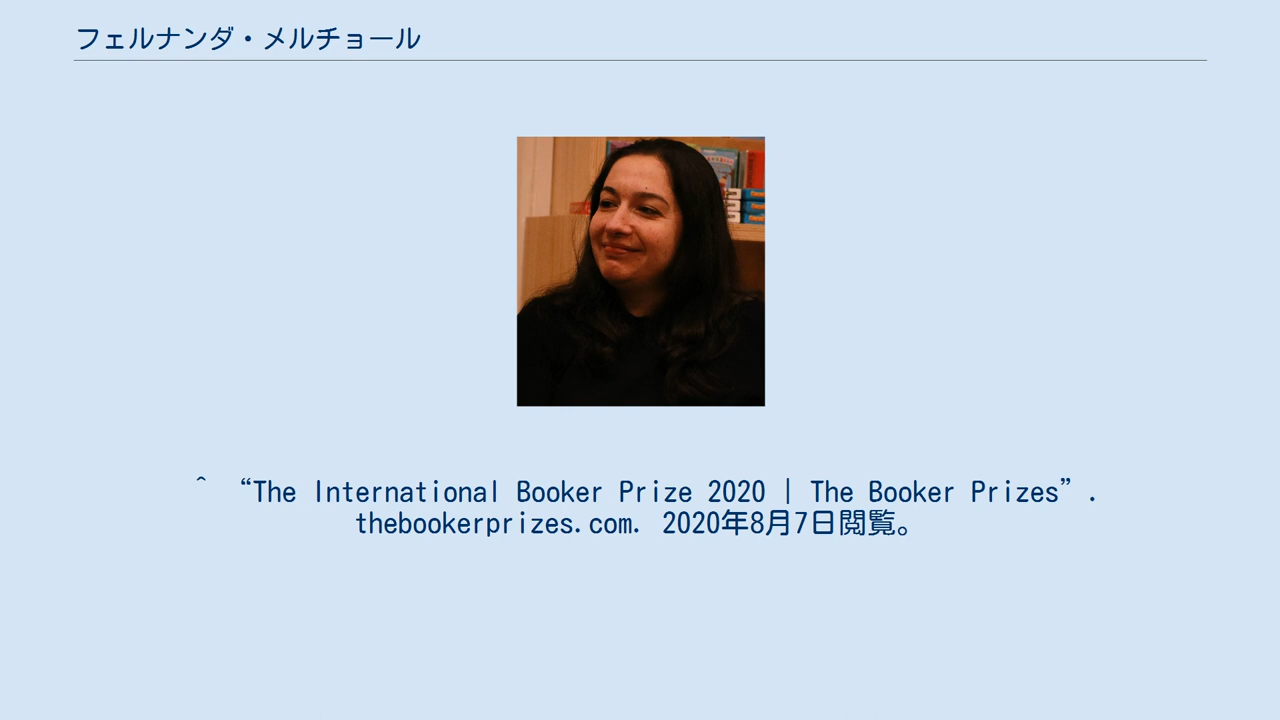 フェルナンダ・メルチョール
^ “The International Booker Prize 2020 | The Booker Prizes”.
thebookerprizes.com. 2020年8月7日閲覧。